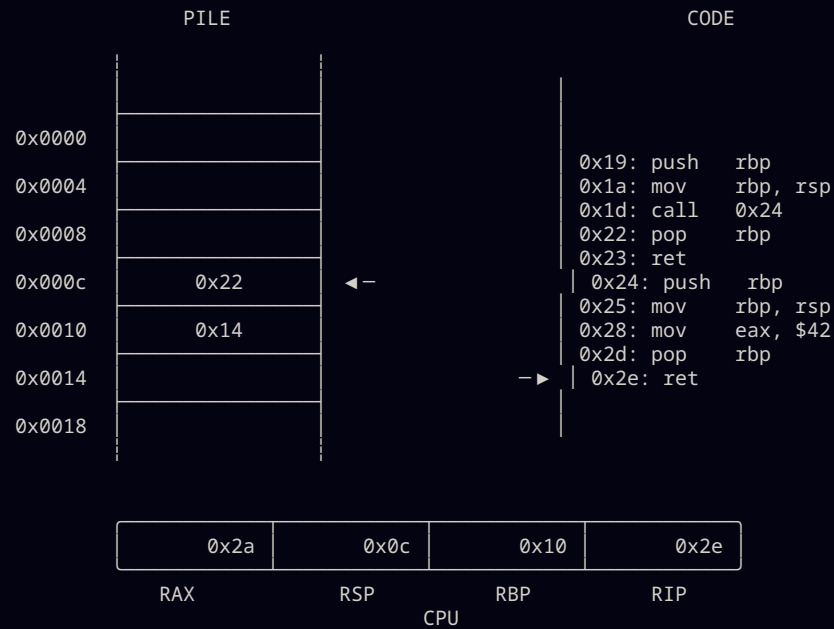 PILE CODE
0x0000
0x19: push rbp
0x0004 0x1a: mov rbp, rsp
0x1d: call 0x24
0x0008 0x22: pop rbp
0x23: ret
0x000c 0x22 ◄─ 0x24: push rbp
0x25: mov rbp, rsp
0x0010 0x14 0x28: mov eax, $42
0x2d: pop rbp
0x0014 ─► 0x2e: ret
0x0018
0x2a 0x0c 0x10 0x2e
RAX RSP RBP RIP
CPU